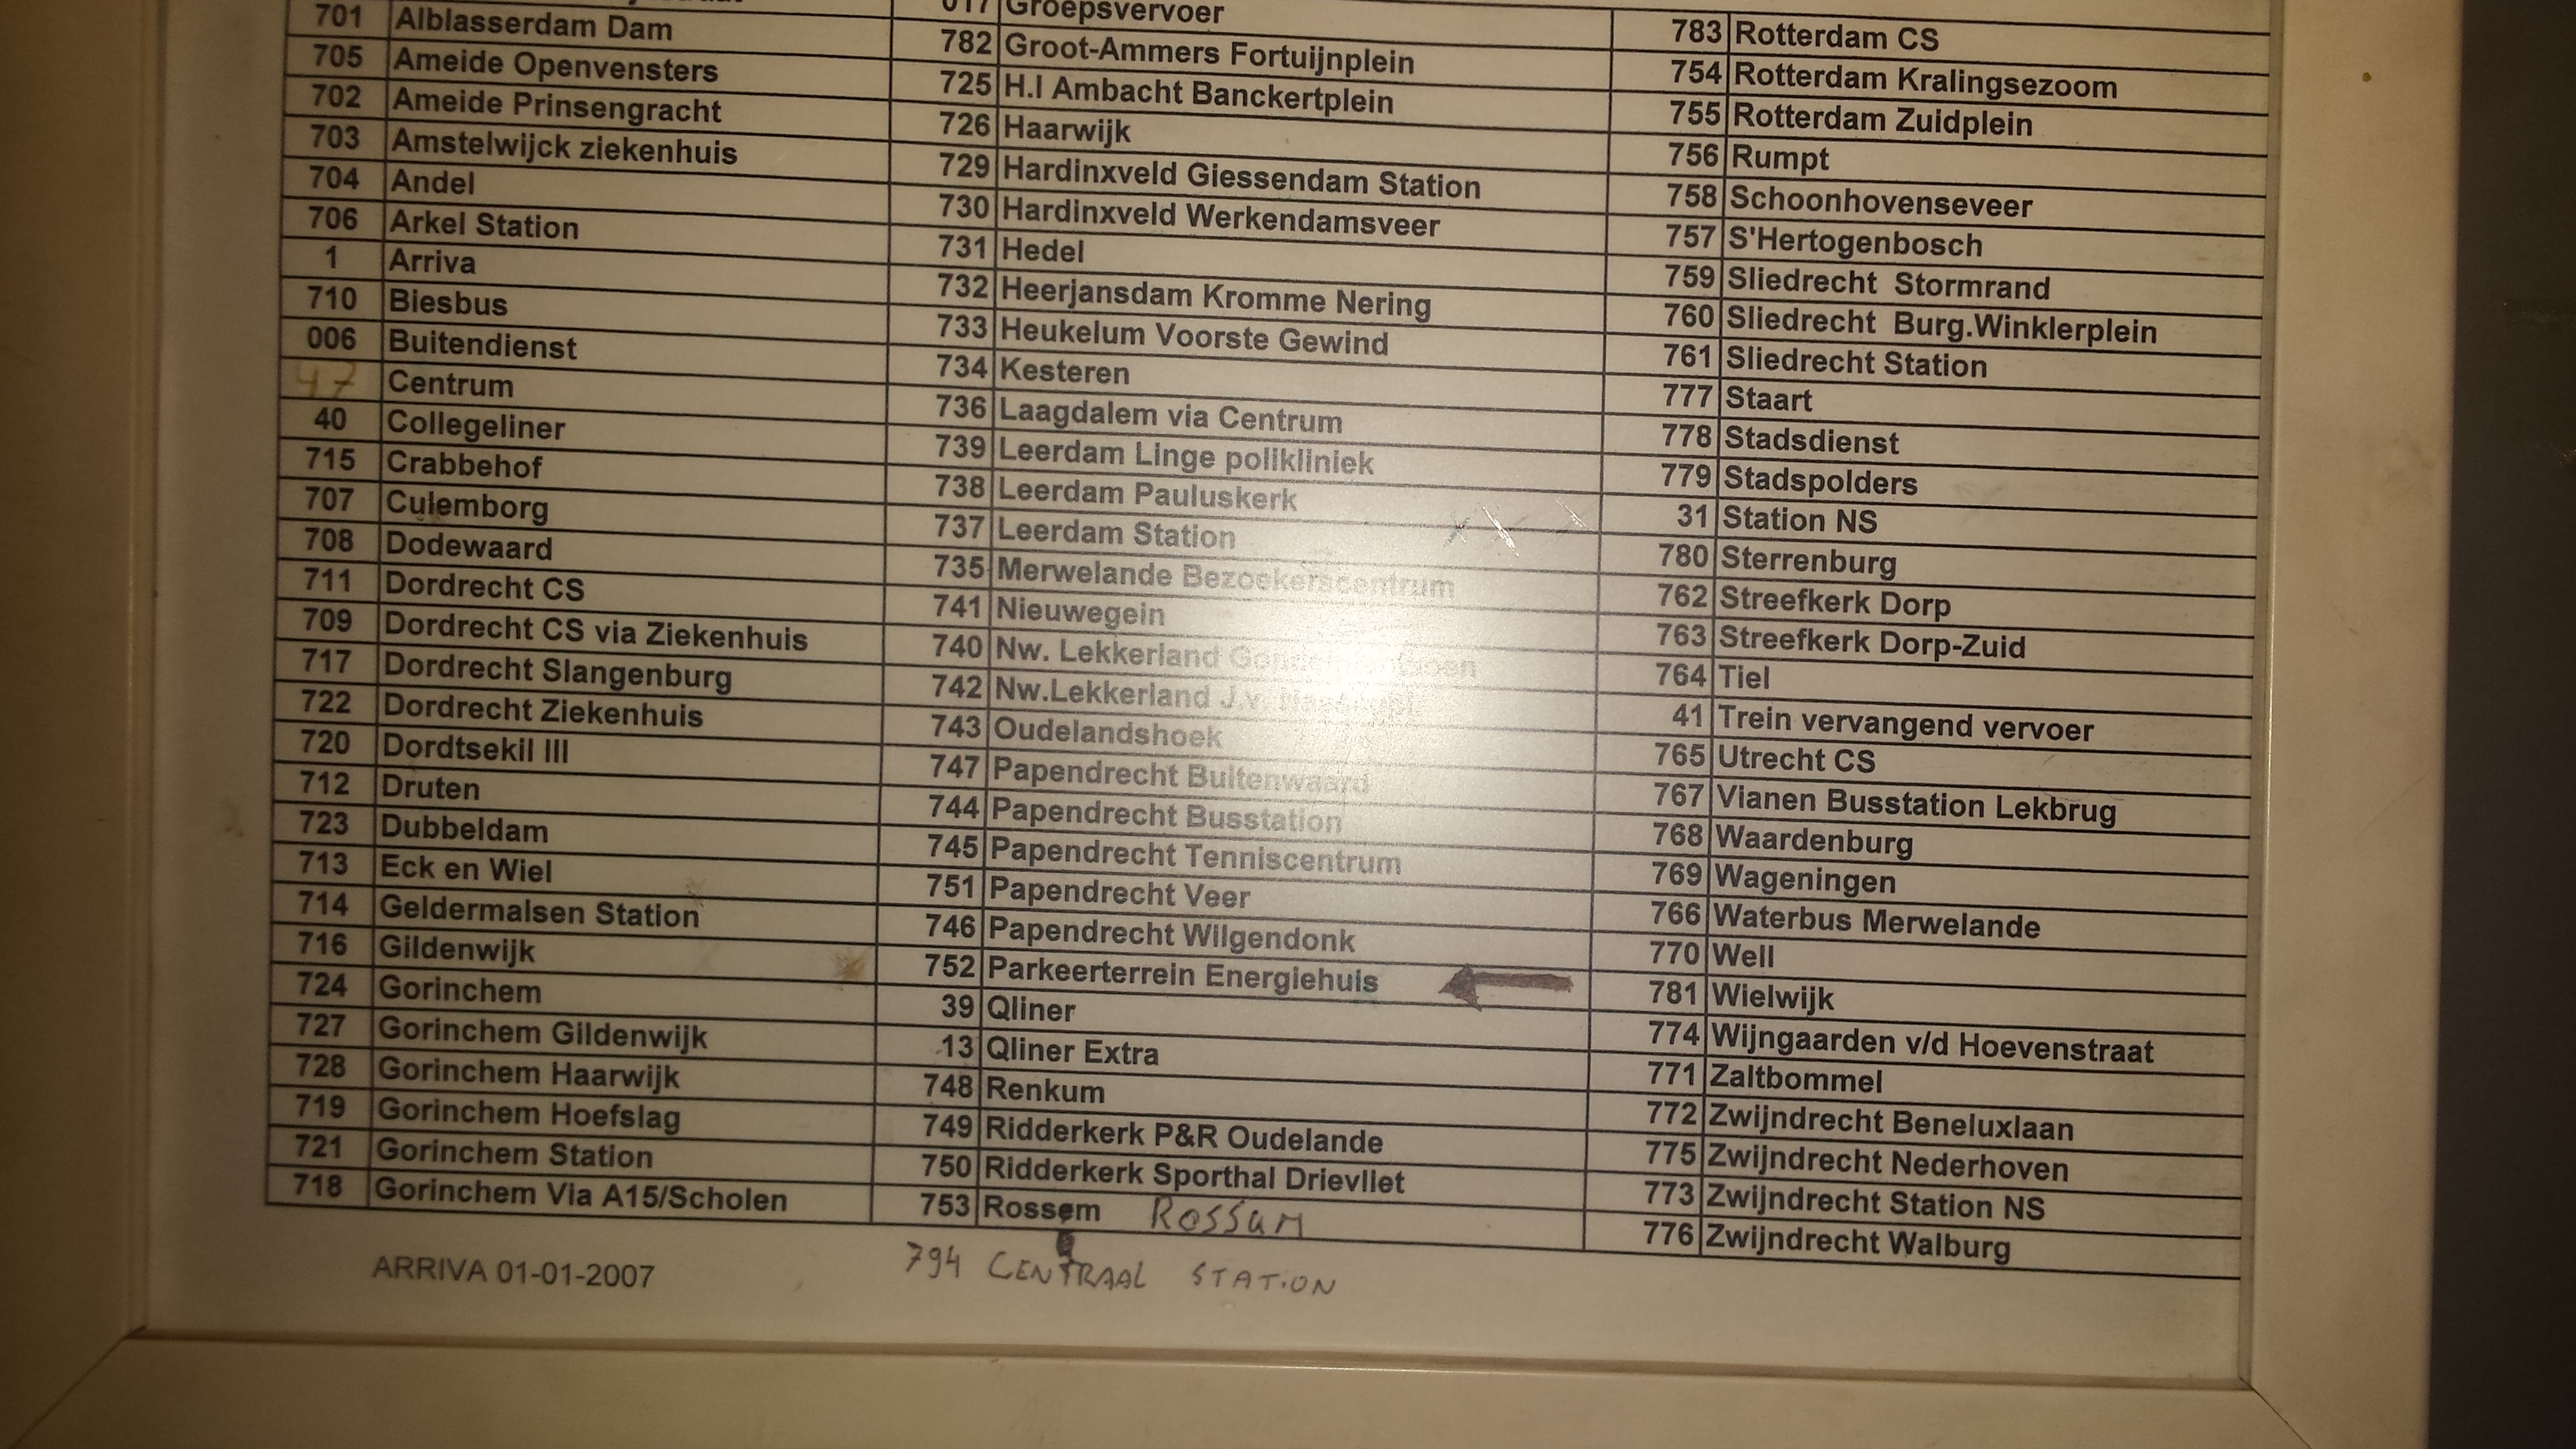 701 Alblasserdam Dam
705 Ameide Openvensters
702 Ameide Prinsengracht
703 Amstelwijck ziekenhuis
704 Andel
706 Arkel Station
1 Arriva
710 Biesbus
006 Buitendienst
47 Centrum
40 Collegeliner
715 Crabbehof
707 Culemborg
708 Dodewaard
711 Dordrecht CS
709 Dordrecht CS via Ziekenhuis
717 Dordrecht Slangenburg
722 Dordrecht Ziekenhuis
720 Dordtsekil III
712 Druten
723 Dubbeldam
713 Eck en Wiel
714 Geldermalsen Station
716 Gildenwijk
724 Gorinchem
727 Gorinchem Gildenwijk
728 Gorinchem Haarwijk
719 Gorinchem Hoefslag
721 Gorinchem Station
718 Gorinchem Via A15/Scholen
017 Groepsvervoer
782 Groot-Ammers Fortuijnplein
725 H.I Ambacht Banckertplein
726 Haarwijk
729 Hardinxveld Giessendam Station
730 Hardinxveld Werkendamsveer
731 Hedel
732 Heerjansdam Kromme Nering
733 Heukelum Voorste Gewind
734 Kesteren
736 Laagdalem via Centrum
739 Leerdam Linge polikliniek
738 Leerdam Pauluskerk
737 Leerdam Station
735 Merwelande Bezoekerscentrum
741 Nieuwegein
740 Nw. Lekkerland
742 Nw.Lekkerland J.v.
743 Oudelandshoek
747 Papendrecht Buitenwaard
744 Papendrecht Busstation
745 Papendrecht Tenniscentrum
751 Papendrecht Veer
746 Papendrecht Wilgendonk
752 Parkeerterrein Energiehuis
39 Qliner
13 Qliner Extra
748 Renkum
749 Ridderkerk P&R Oudelande
750 Ridderkerk Sporthal Drievliet
753 Rossem ROSSUM
783 Rotterdam CS
754 Rotterdam Kralingsezoom
755 Rotterdam Zuidplein
756 Rumpt
758 Schoonhovenseveer
757 S'Hertogenbosch
759 Sliedrecht Stormrand
760 Sliedrecht Burg.Winklerplein
761 Sliedrecht Station
777 Staart
778 Stadsdienst
779 Stadspolders
31 Station NS
780 Sterrenburg
762 Streefkerk Dorp
763 Streefkerk Dorp-Zuid
764 Tiel
41 Trein vervangend vervoer
765 Utrecht CS
767 Vianen Busstation Lekbrug
768 Waardenburg
769 Wageningen
766 Waterbus Merwelande
770 Well
781 Wielwijk
774 Wijngaarden v/d Hoevenstraat
771 Zaltbommel
772 Zwijndrecht Beneluxlaan
775 Zwijndrecht Nederhoven
773 Zwijndrecht Station NS
776 Zwijndrecht Walburg
ARRIVA 01-01-2007
794 CENTRAAL STATION